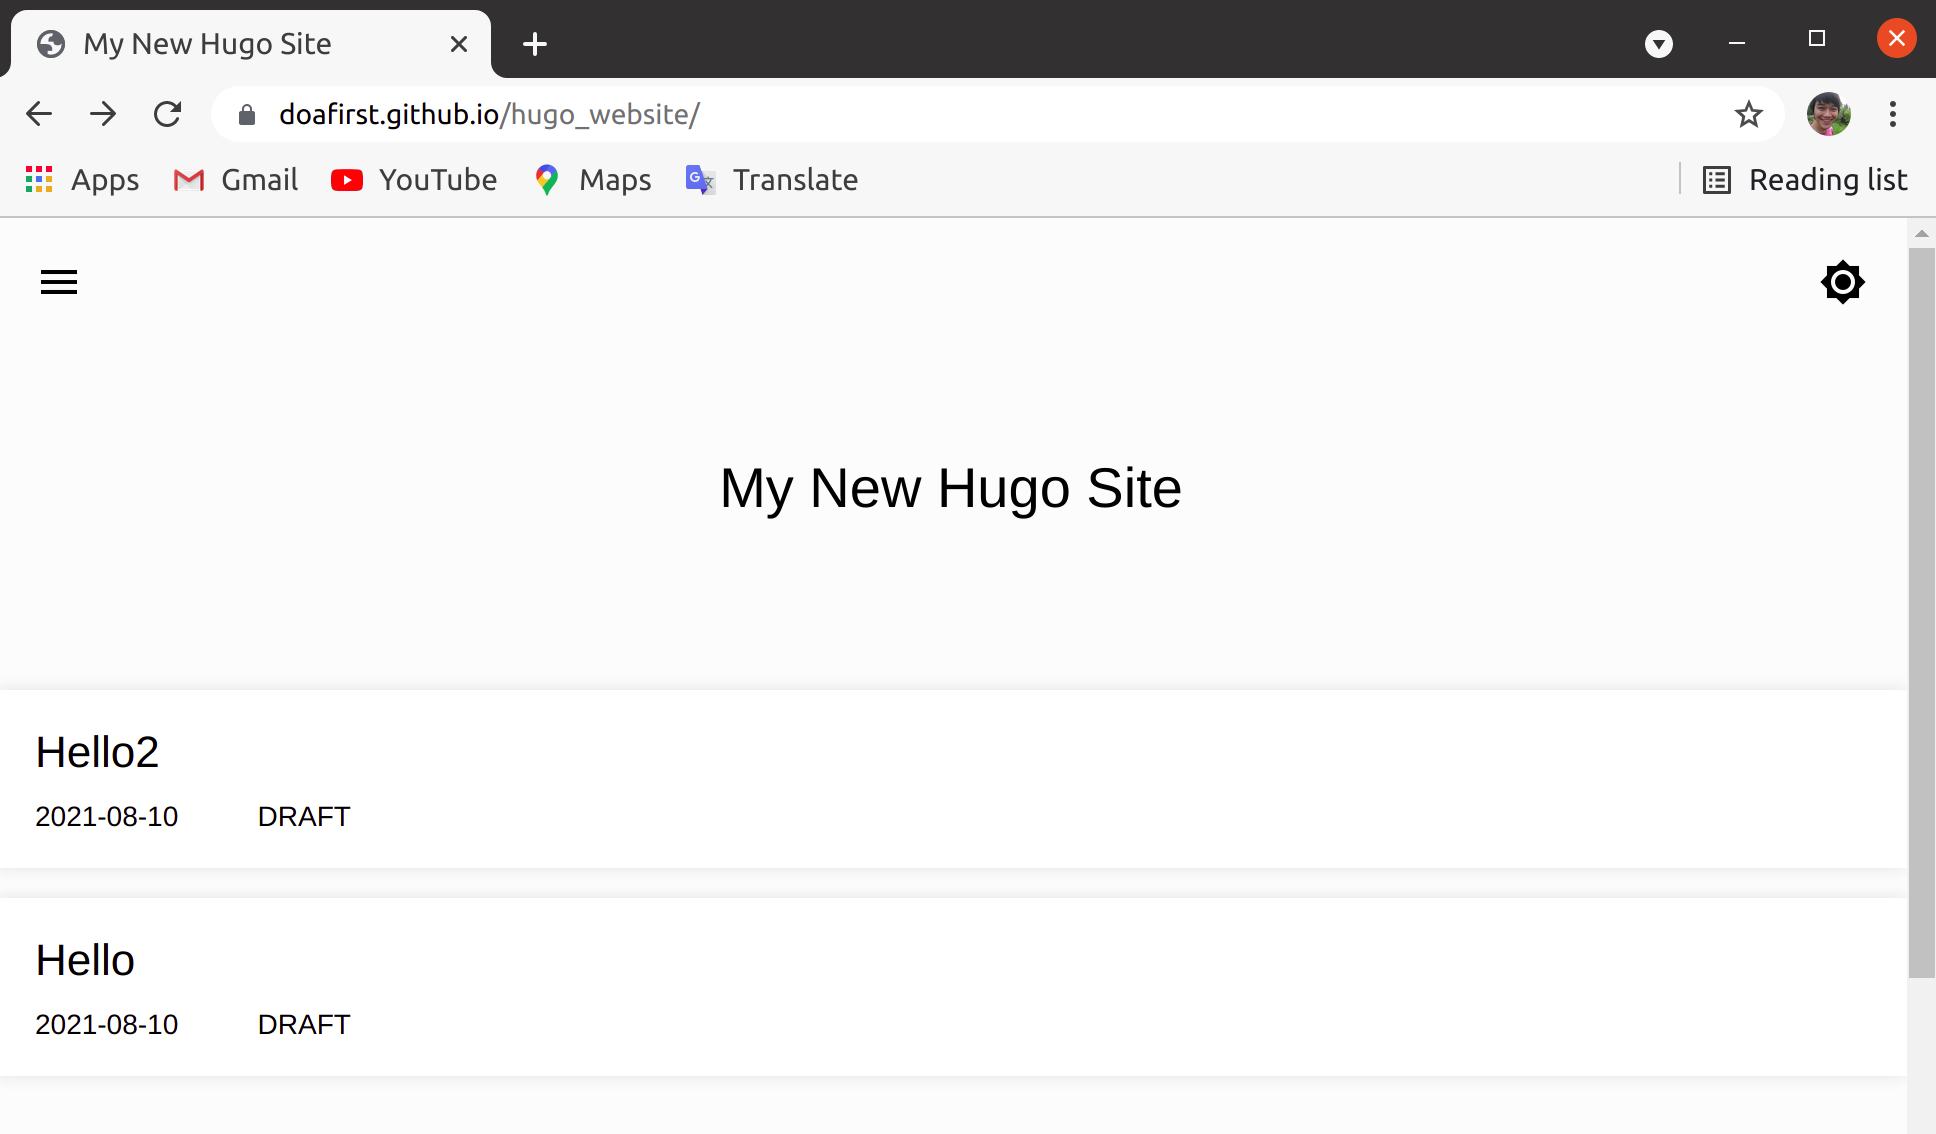 My New Hugo Site
doafirst.github.io/hugo_website/
Apps Gmail YouTube Maps Translate Reading list
My New Hugo Site
Hello2
2021-08-10 DRAFT
Hello
2021-08-10 DRAFT